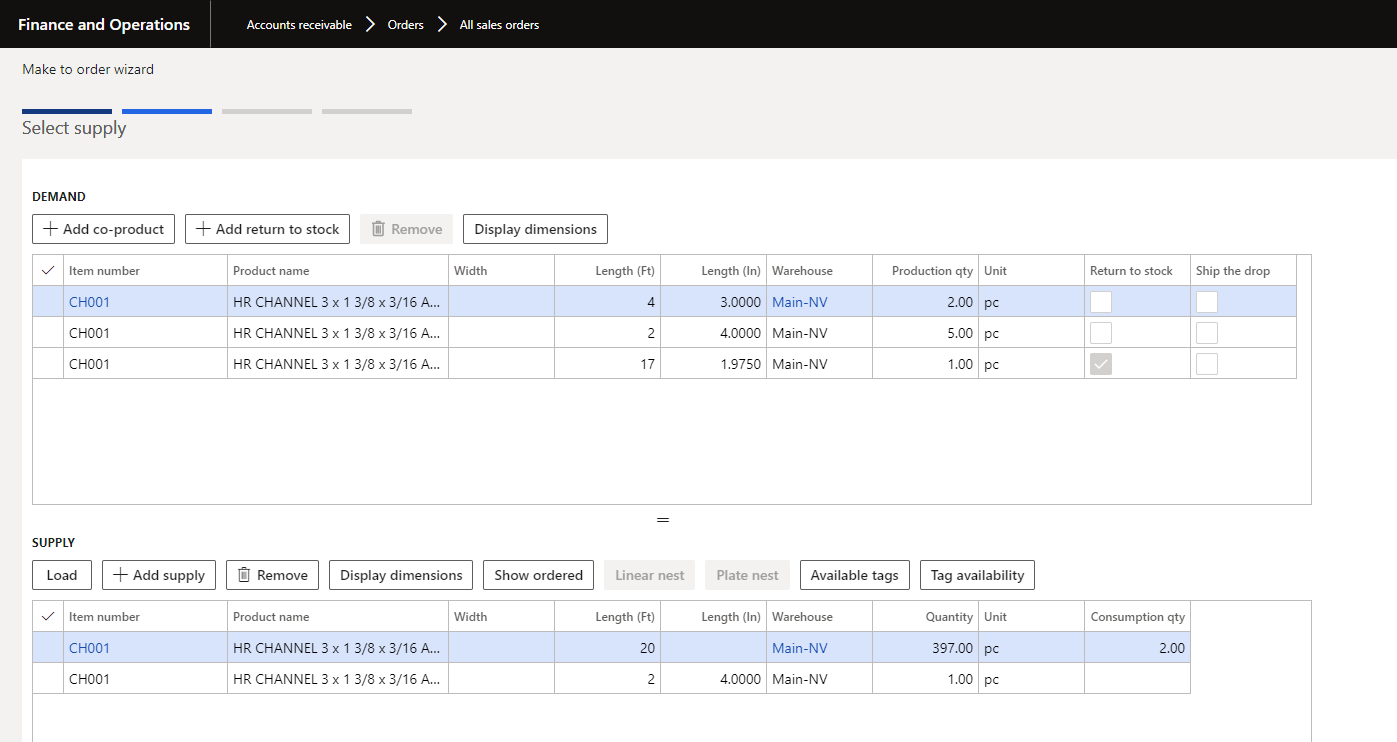 Finance and Operations Accounts receivable Orders All sales orders
Make to order wizard
Select supply
DEMAND
Add co-product Add return to stock Remove Display dimensions
Item number Product name Width Length (Ft) Length (In) Warehouse Production qty Unit Return to stock Ship the drop
CH001 HR CHANNEL 3 x 1 3/8 x 3/16 A... 4 3.0000 Main-NV 2.00 pc
CH001 HR CHANNEL 3 x 1 3/8 x 3/16 A... 2 4.0000 Main-NV 5.00 pc
CH001 HR CHANNEL 3 x 1 3/8 x 3/16 A... 17 1.9750 Main-NV 1.00 pc
SUPPLY
Load Add supply Remove Display dimensions Show ordered Linear nest Plate nest Available tags Tag availability
Item number Product name Width Length (Ft) Length (In) Warehouse Quantity Unit Consumption qty
CH001 HR CHANNEL 3 x 1 3/8 x 3/16 A... 20 Main-NV 397.00 pc 2.00
CH001 HR CHANNEL 3 x 1 3/8 x 3/16 A... 2 4.0000 Main-NV 1.00 pc